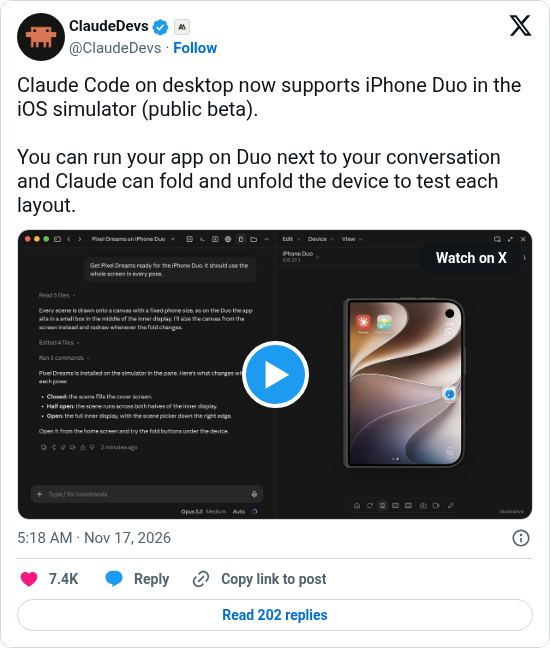 ClaudeDevs
@ClaudeDevs · Follow
Claude Code on desktop now supports iPhone Duo in the
iOS simulator (public beta).
You can run your app on Duo next to your conversation
and Claude can fold and unfold the device to test each
layout.
Pixel Dreams on iPhone Duo
Edit
Device
View
iPhone Duo
iOS 27.1
Watch on X
Get Pixel Dreams ready for the iPhone Duo. It should use the
whole screen in every pose.
Read 5 files
Every scene is drawn onto a canvas with a fixed phone size, so on the Duo the app
sits in a small box in the middle of the inner display. I'll size the canvas from the
screen instead and redraw whenever the fold changes.
Edited 4 files
Ran 3 commands
Pixel Dreams is installed on the simulator in the pane. Here's what changes
each pose:
• Closed: the scene fills the cover screen.
• Half open: the scene runs across both halves of the inner display.
• Open: the full inner display, with the scene picker down the right edge.
Open it from the home screen and try the fold buttons under the device.
2 minutes ago
Type / for commands
Opus 5.5 Medium Auto
Illustrative
5:18 AM · Nov 17, 2026
7.4K
Reply
Copy link to post
Read 202 replies